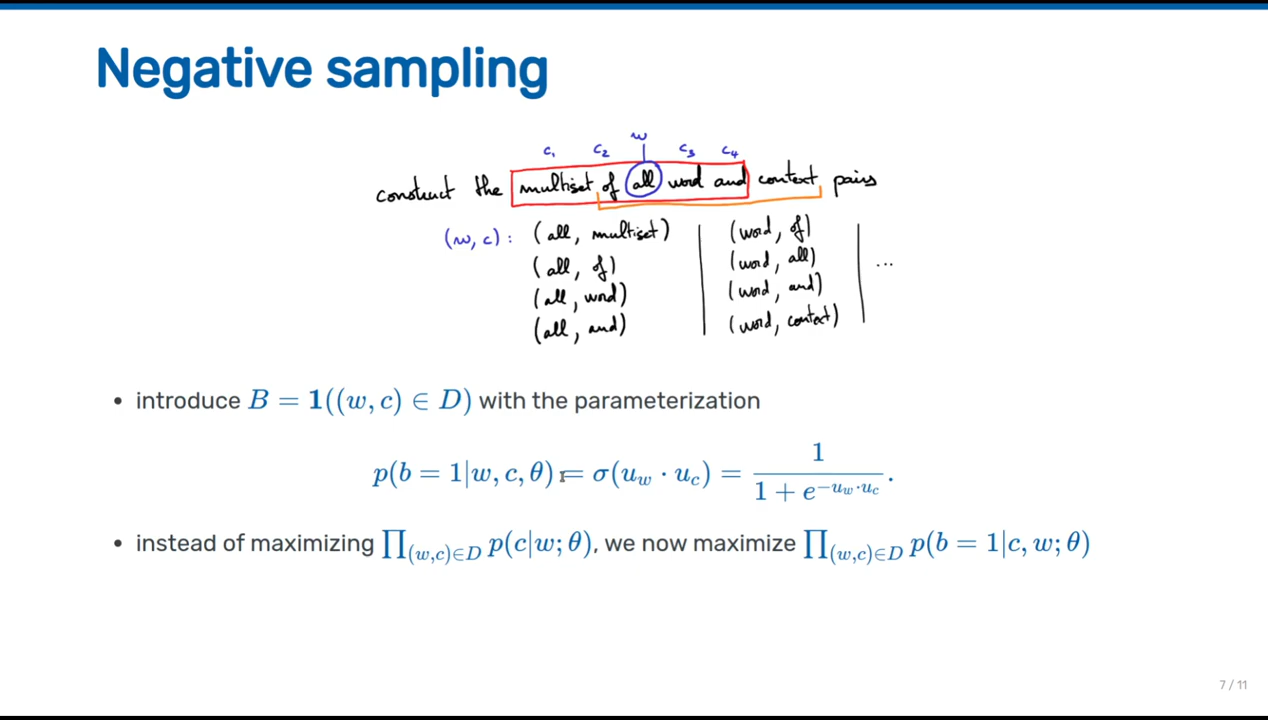 Negative sampling
c₁ c₂ w c₃ c₄
construct the multiset of all word and context pairs
(w, c) : (all, multiset) (word, of)
(all, of) (word, all) ...
(all, word) (word, and)
(all, and) (word, context)
• introduce B = 𝟏((w, c) ∈ D) with the parameterization
p(b = 1|w, c, θ) = σ(u_w · u_c) = 1 / (1 + e^{−u_w·u_c}).
• instead of maximizing ∏_{(w,c)∈D} p(c|w; θ), we now maximize ∏_{(w,c)∈D} p(b = 1|c, w; θ)
7 / 11